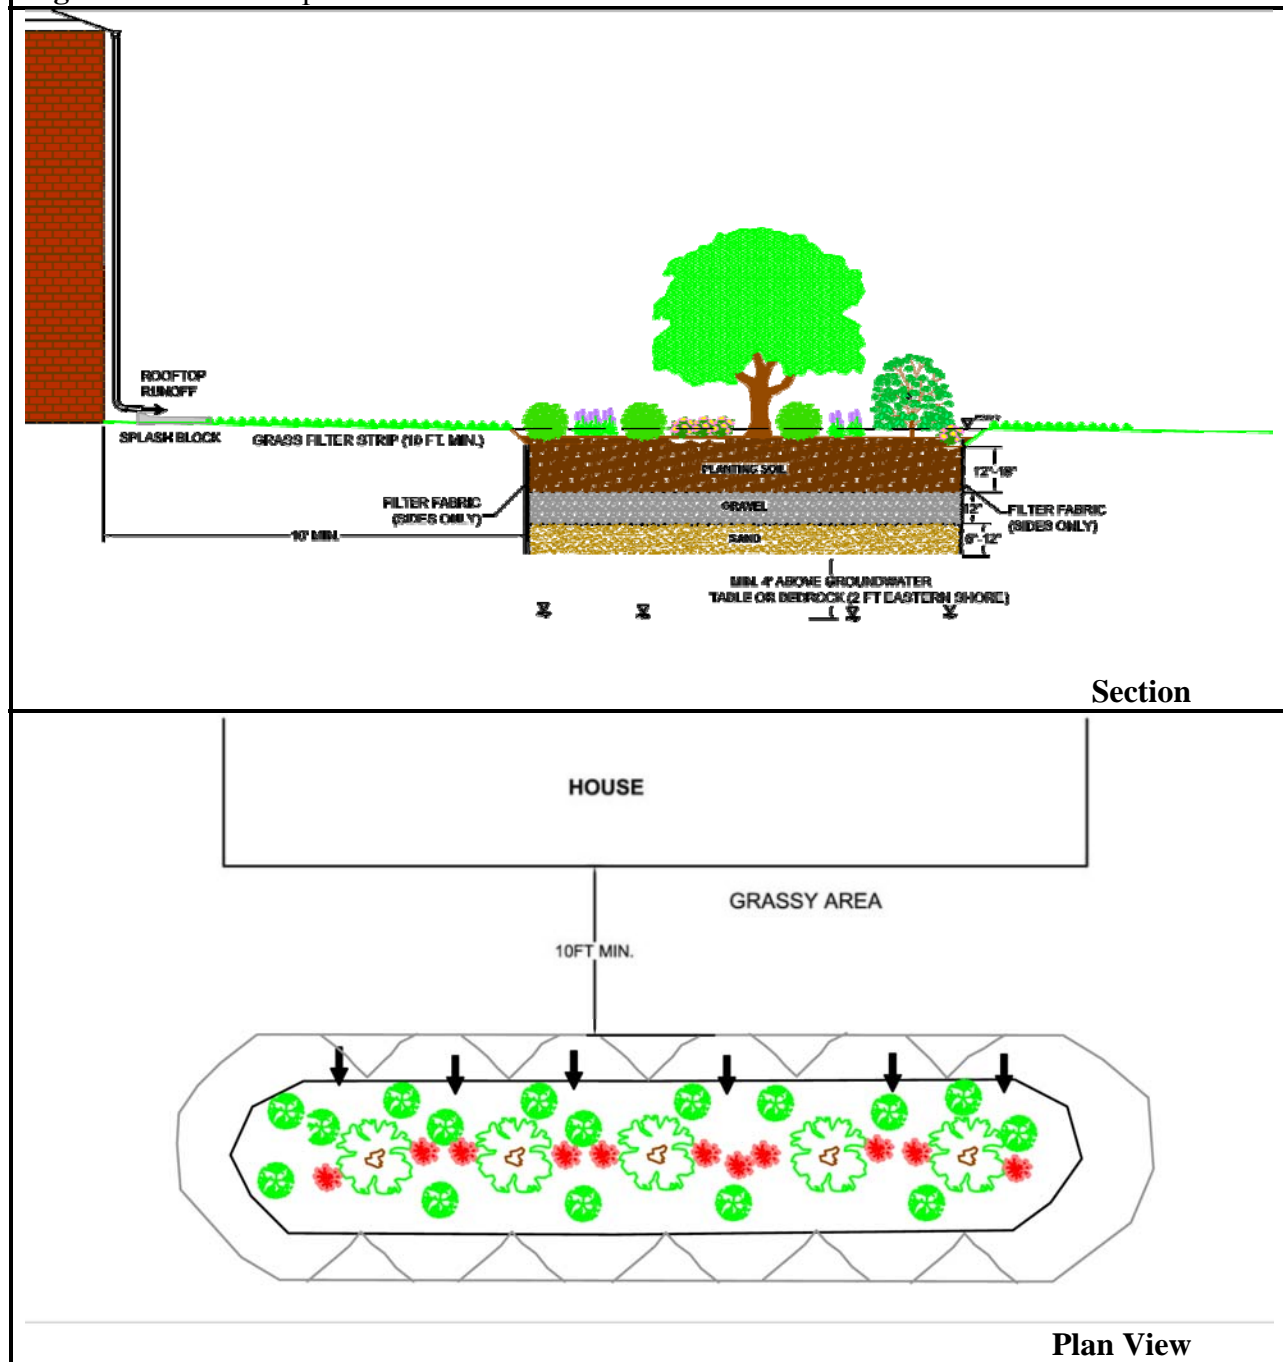 ROOFTOP
RUNOFF
SPLASH BLOCK
GRASS FILTER STRIP (10 FT. MIN.)
PLANTING SOIL
12"-18"
FILTER FABRIC
(SIDES ONLY)
GRAVEL
12"
FILTER FABRIC
(SIDES ONLY)
10' MIN.
SAND
6"-12"
MIN. 4' ABOVE GROUNDWATER
TABLE OR BEDROCK (2 FT EASTERN SHORE)
Section
HOUSE
GRASSY AREA
10FT MIN.
Plan View